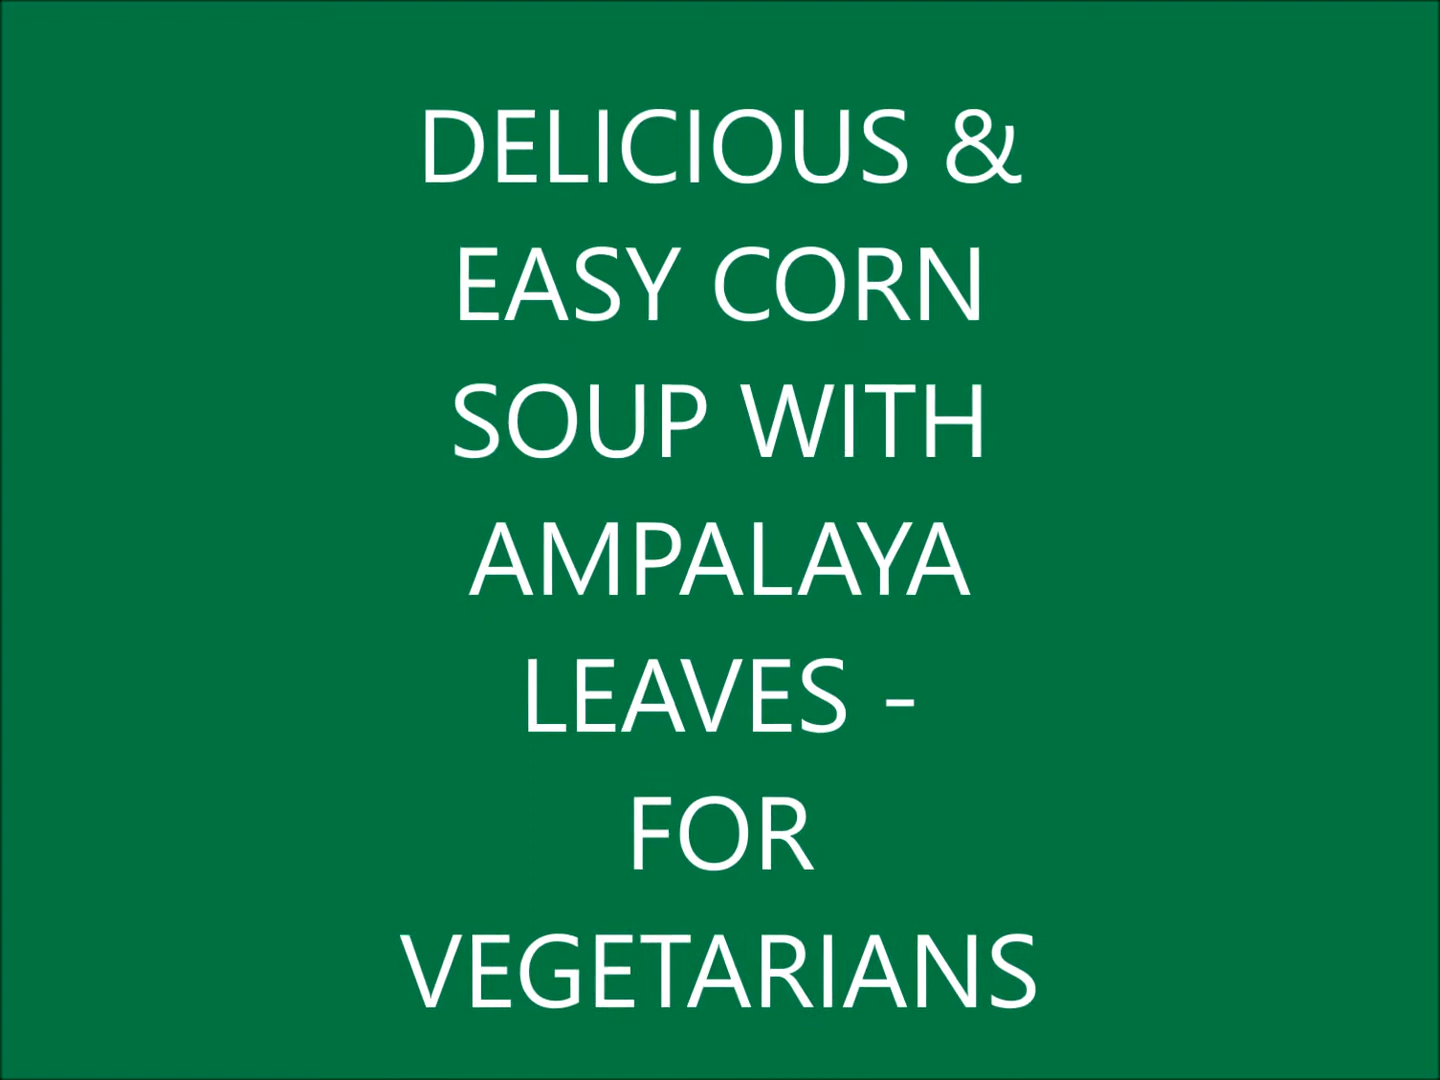 DELICIOUS &
EASY CORN
SOUP WITH
AMPALAYA
LEAVES -
FOR
VEGETARIANS